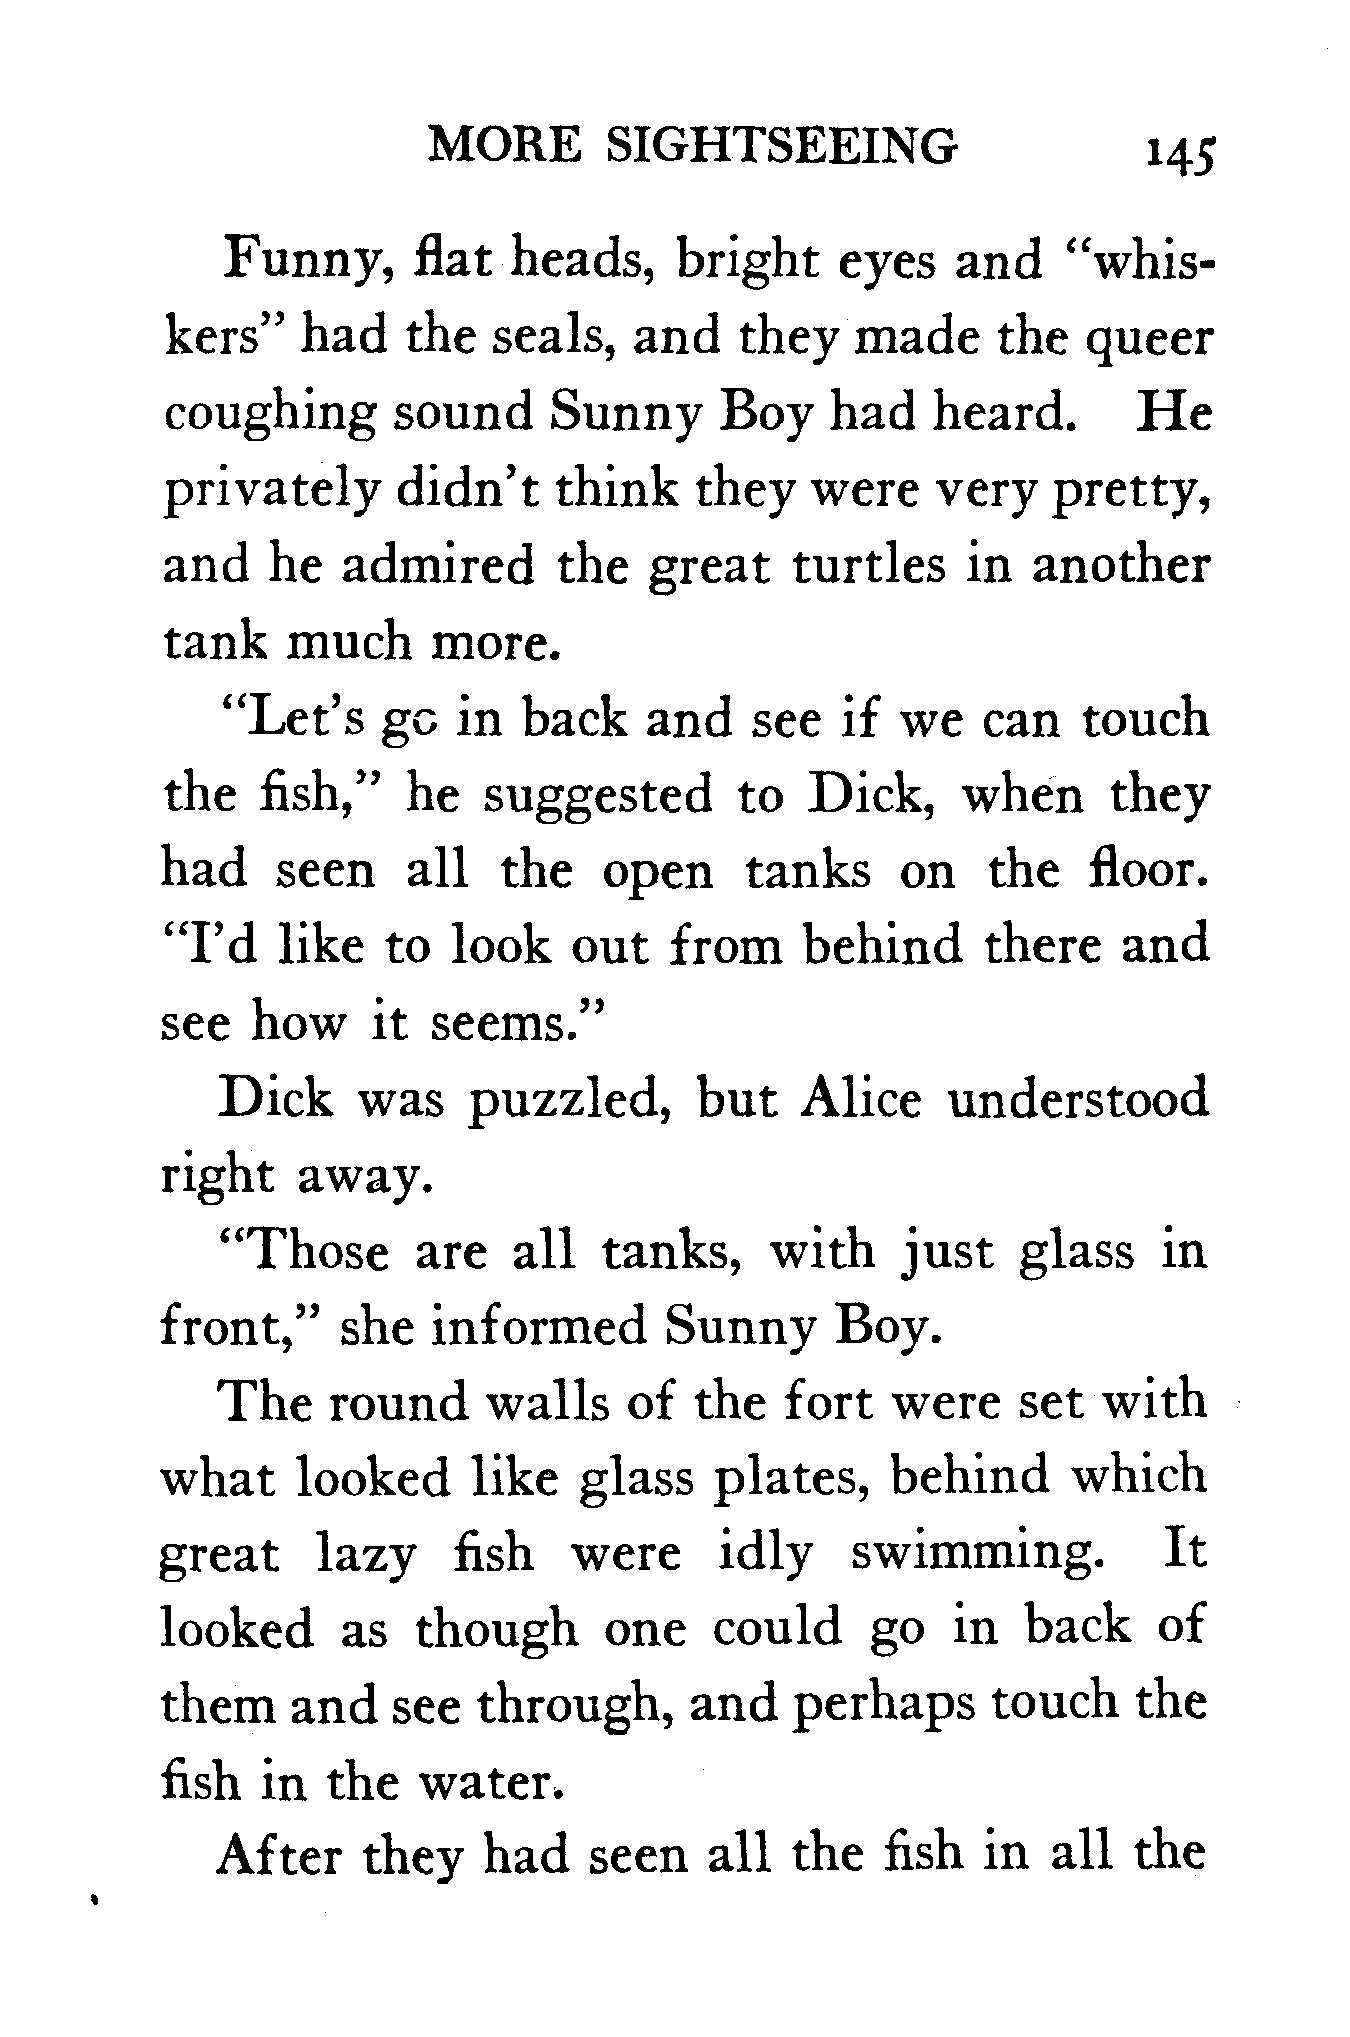 MORE SIGHTSEEING 145
Funny, flat heads, bright eyes and “whis-
kers” had the seals, and they made the queer
coughing sound Sunny Boy had heard. He
privately didn’t think they were very pretty,
and he admired the great turtles in another
tank much more.
“Let’s go in back and see if we can touch
the fish,” he suggested to Dick, when they
had seen all the open tanks on the floor.
“I’d like to look out from behind there and
see how it seems.”
Dick was puzzled, but Alice understood
right away.
“Those are all tanks, with just glass in
front,” she informed Sunny Boy.
The round walls of the fort were set with
what looked like glass plates, behind which
great lazy fish were idly swimming. It
looked as though one could go in back of
them and see through, and perhaps touch the
fish in the water.
After they had seen all the fish in all the